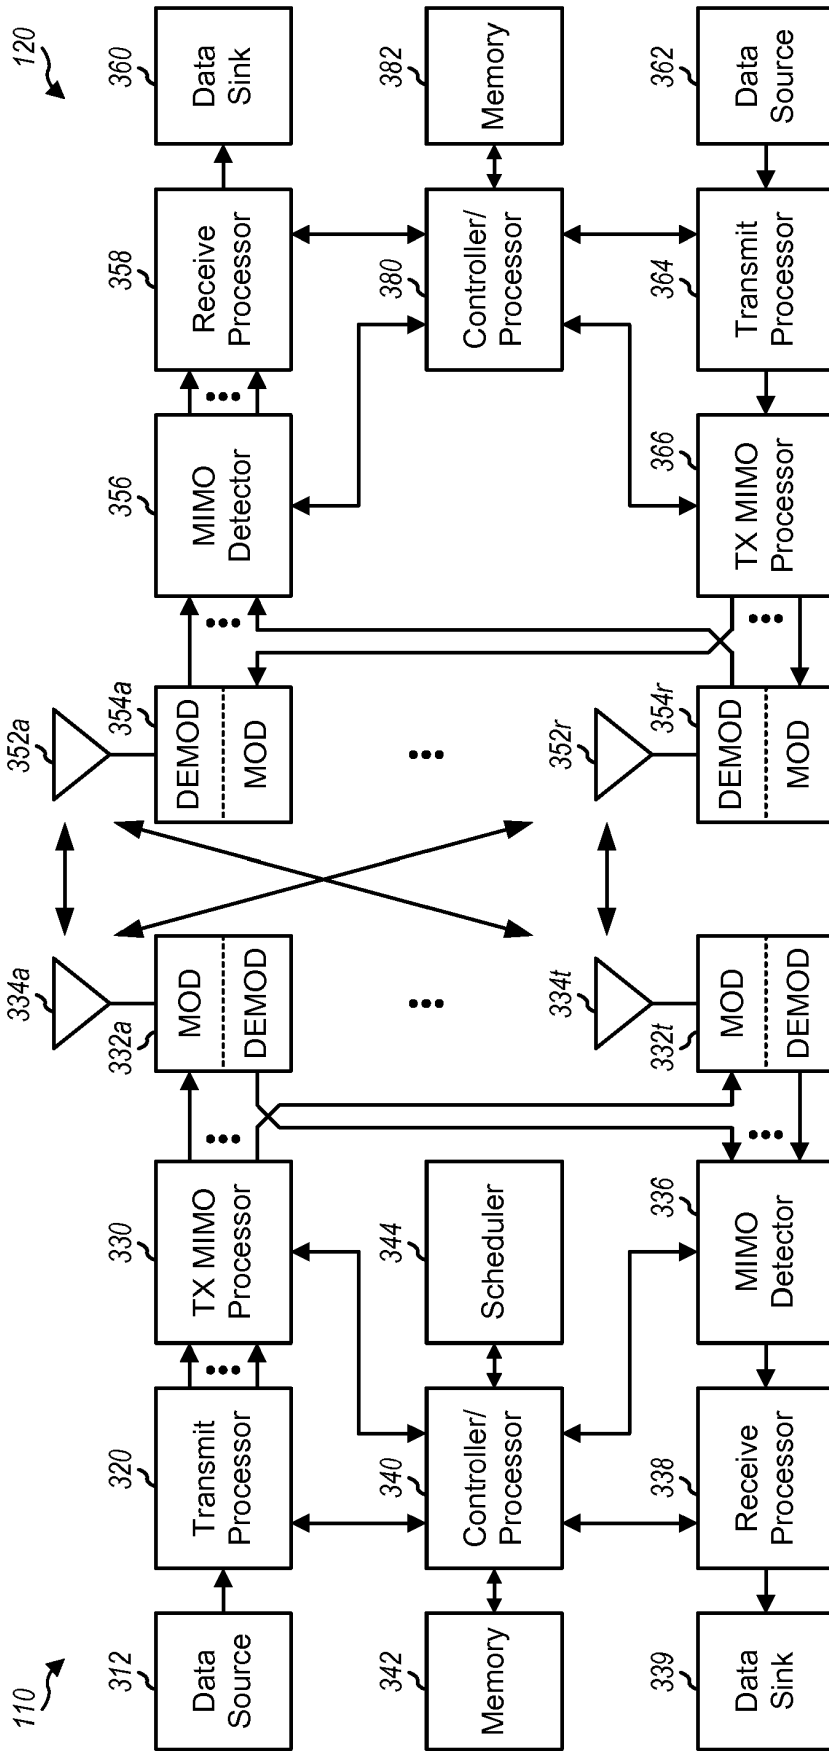 110
120
312
Data
Source
320
Transmit
Processor
330
TX MIMO
Processor
332a
MOD
DEMOD
334a
352a
354a
DEMOD
MOD
356
MIMO
Detector
358
Receive
Processor
360
Data
Sink
342
Memory
340
Controller/
Processor
344
Scheduler
380
Controller/
Processor
382
Memory
339
Data
Sink
338
Receive
Processor
336
MIMO
Detector
332t
MOD
DEMOD
334t
352r
354r
DEMOD
MOD
366
TX MIMO
Processor
364
Transmit
Processor
362
Data
Source